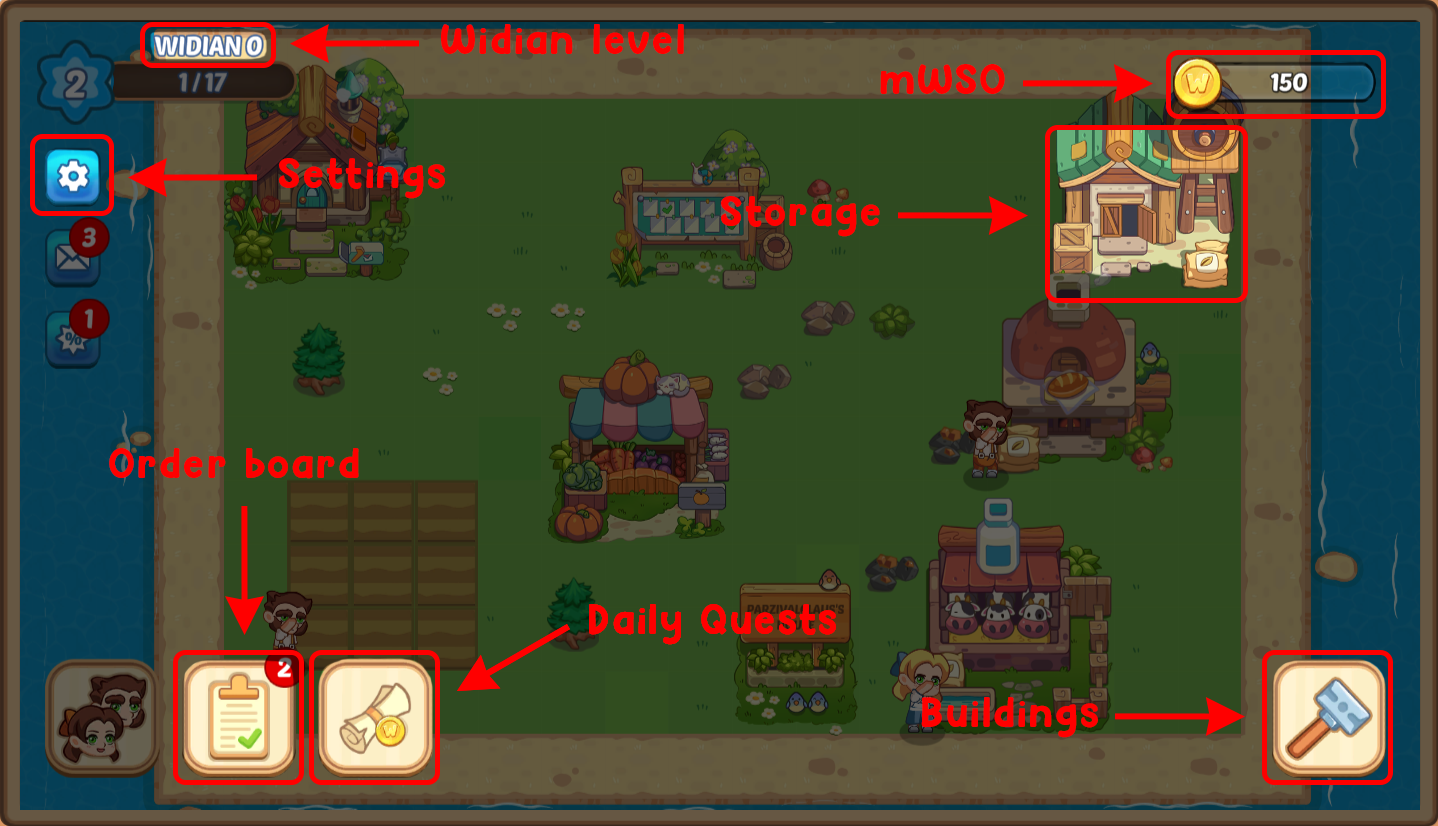 WIDIAN 0
Widian level
2
1/17
mWSO
150
Settings
Storage
3
%
1
Order board
Daily Quests
PARZIVALLAUS'S
2
W
Buildings